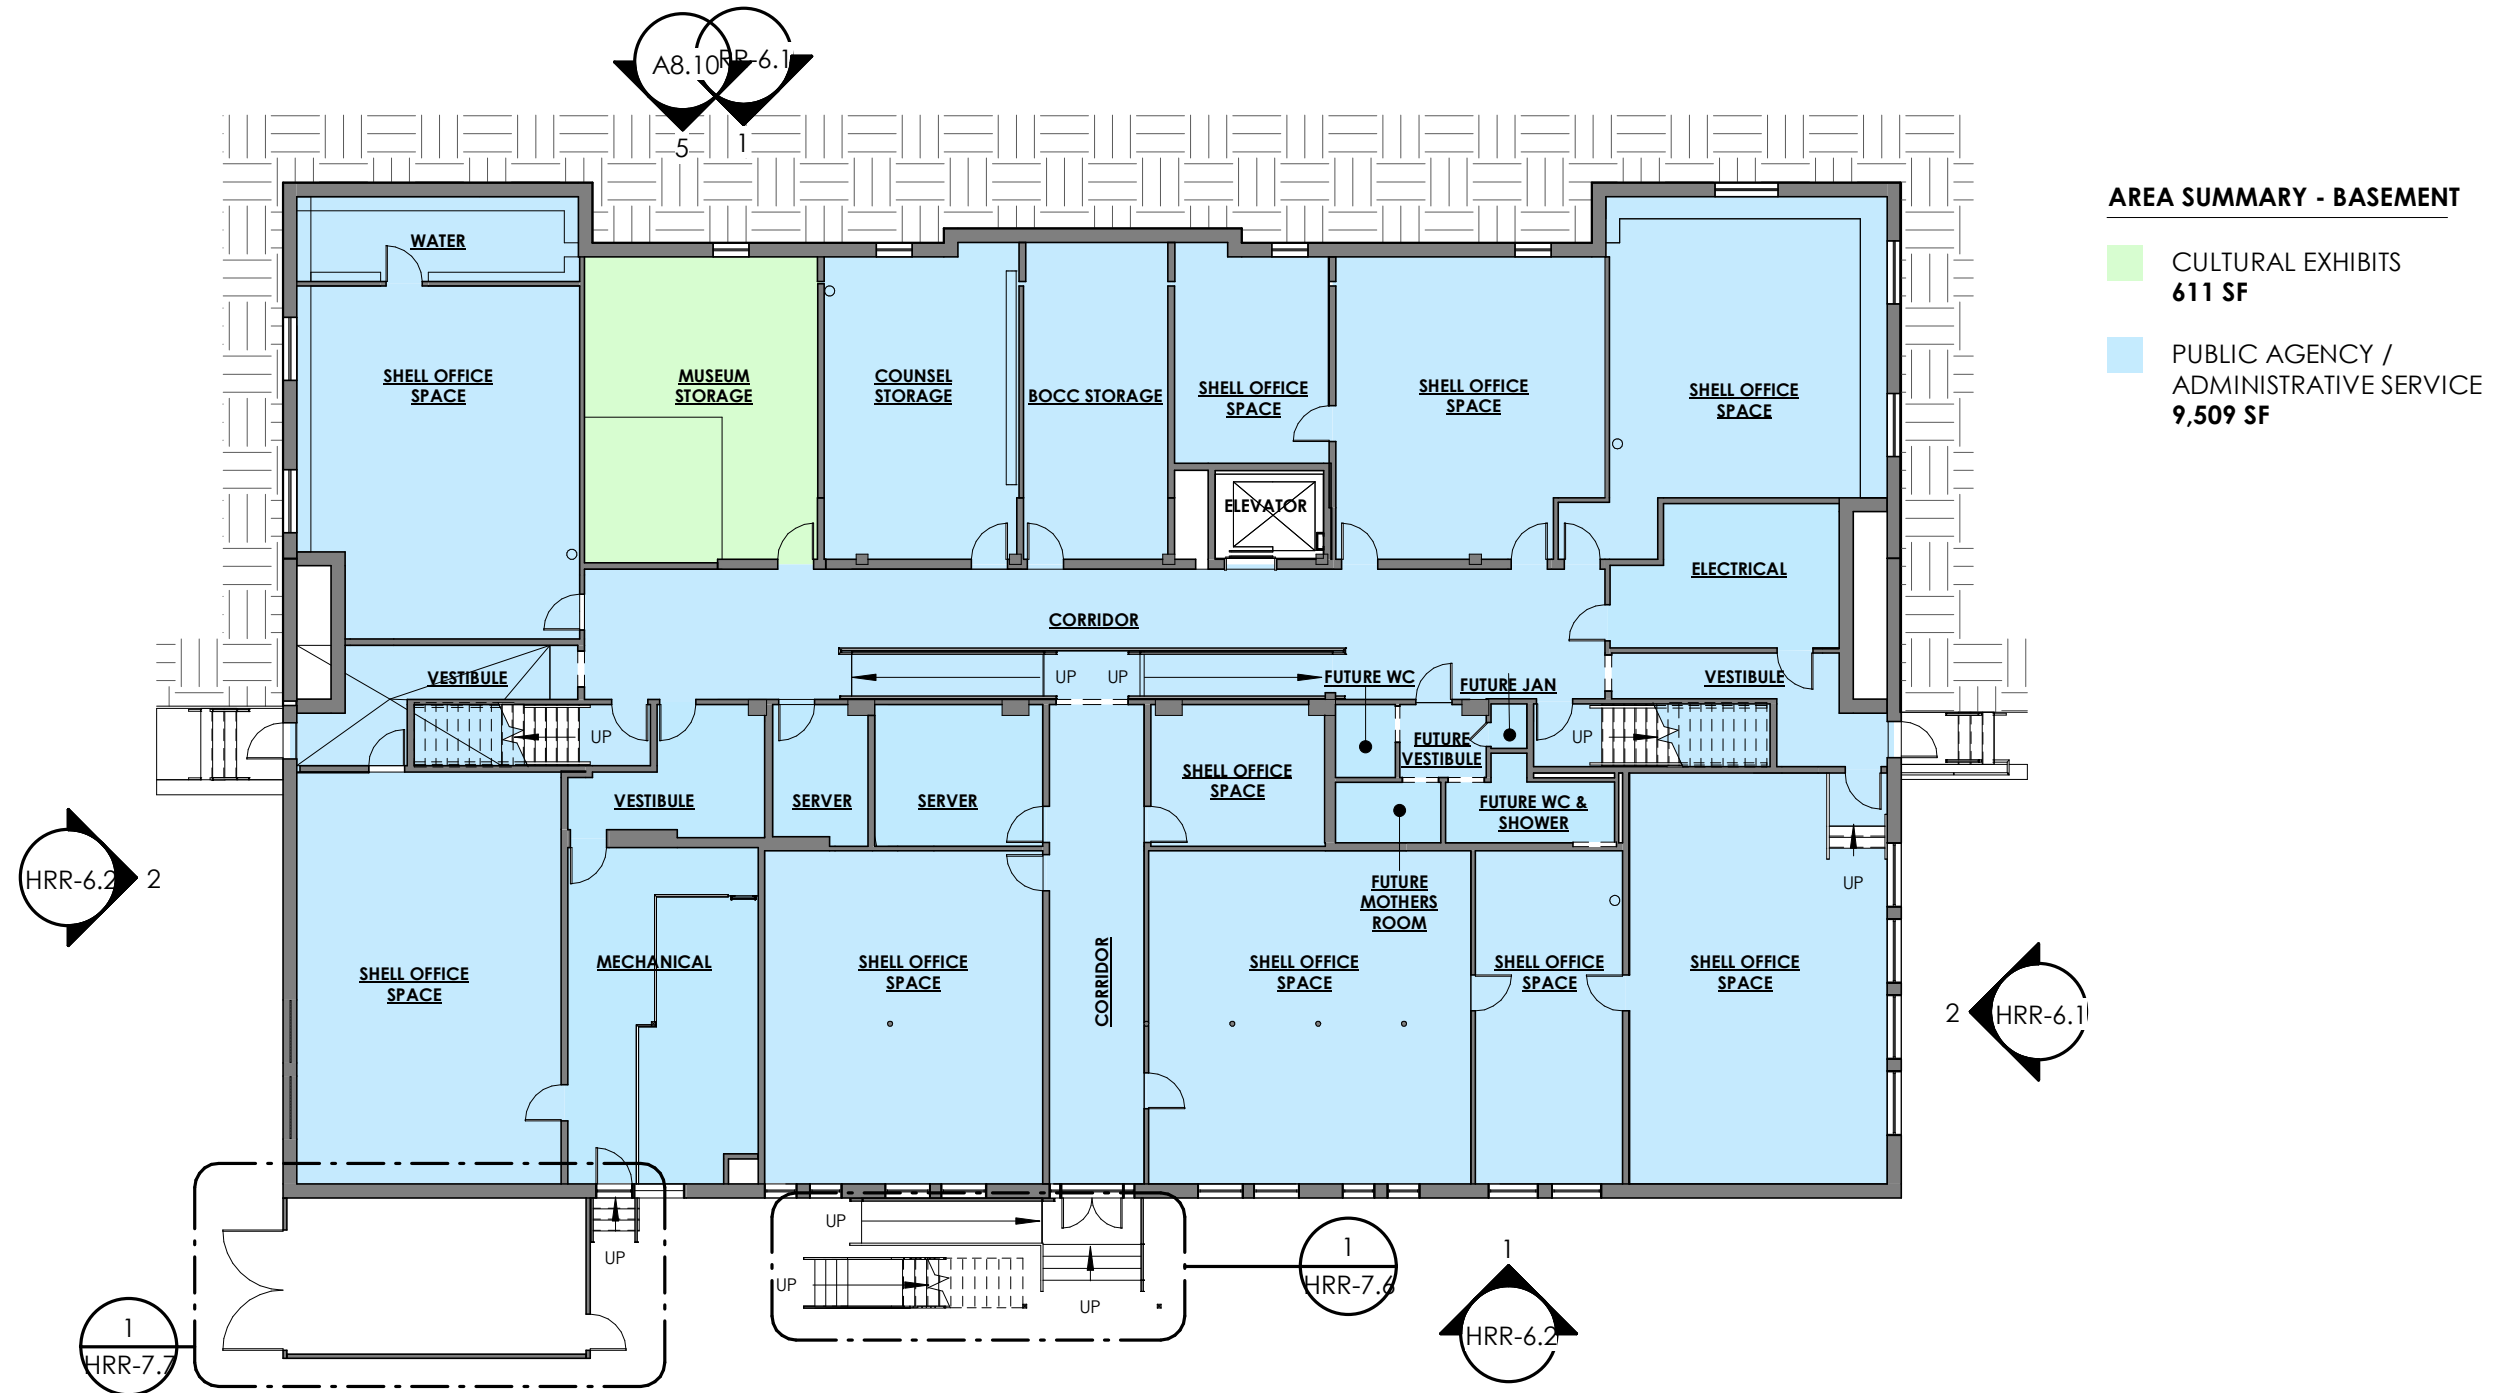 A8.10
RR-6.1
5
1
AREA SUMMARY - BASEMENT
CULTURAL EXHIBITS
611 SF
PUBLIC AGENCY /
ADMINISTRATIVE SERVICE
9,509 SF
WATER
SHELL OFFICE
SPACE
MUSEUM
STORAGE
COUNSEL
STORAGE
BOCC STORAGE
SHELL OFFICE
SPACE
SHELL OFFICE
SPACE
SHELL OFFICE
SPACE
ELEVATOR
ELECTRICAL
CORRIDOR
VESTIBULE
UP
UP
FUTURE WC
FUTURE JAN
VESTIBULE
UP
FUTURE
VESTIBULE
UP
VESTIBULE
SERVER
SERVER
SHELL OFFICE
SPACE
FUTURE WC &
SHOWER
HRR-6.2
2
FUTURE
MOTHERS
ROOM
UP
SHELL OFFICE
SPACE
MECHANICAL
SHELL OFFICE
SPACE
CORRIDOR
SHELL OFFICE
SPACE
SHELL OFFICE
SPACE
SHELL OFFICE
SPACE
2
HRR-6.1
UP
UP
UP
UP
1
HRR-7.6
1
HRR-6.2
1
HRR-7.7